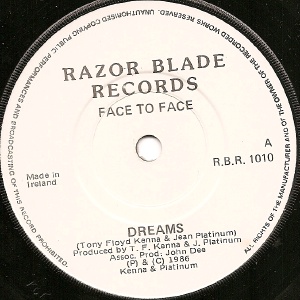 UNAUTHORISED COPYING PUBLIC PERFORMANCES AND BROADCASTING OF THIS RECORD PROHIBITED.
ALL RIGHTS OF THE MANUFACTURER AND OF THE OWNER OF THE RECORDED WORKS RESERVED.
RAZOR BLADE
RECORDS
FACE TO FACE
A
R.B.R. 1010
Made in
Ireland
DREAMS
(Tony Floyd Kenna & Jean Platinum)
Produced by T. F. Kenna & J. Platinum
Assoc. Prod: John Dee
(P) & (C) 1986
Kenna & Platinum